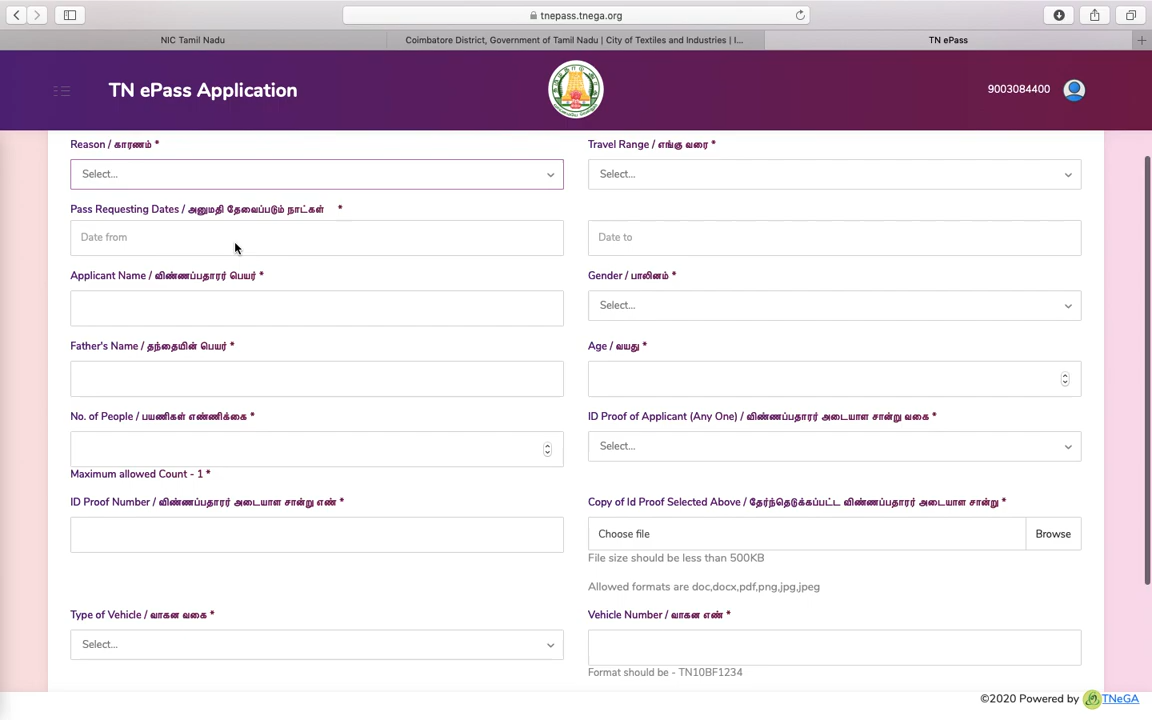 tnepass.tnega.org
NIC Tamil Nadu
Coimbatore District, Government of Tamil Nadu | City of Textiles and Industries | I...
TN ePass
TN ePass Application
9003084400
Reason / காரணம் *
Travel Range / எங்கு வரை *
Select...
Select...
Pass Requesting Dates / அனுமதி தேவைப்படும் நாட்கள் *
Date from
Date to
Applicant Name / விண்ணப்பதாரர் பெயர் *
Gender / பாலினம் *
Select...
Father's Name / தந்தையின் பெயர் *
Age / வயது *
No. of People / பயணிகள் எண்ணிக்கை *
ID Proof of Applicant (Any One) / விண்ணப்பதாரர் அடையாள சான்று வகை *
Select...
Maximum allowed Count - 1 *
ID Proof Number / விண்ணப்பதாரர் அடையாள சான்று எண் *
Copy of Id Proof Selected Above / தேர்ந்தெடுக்கப்பட்ட விண்ணப்பதாரர் அடையாள சான்று *
Choose file
Browse
File size should be less than 500KB
Allowed formats are doc,docx,pdf,png,jpg,jpeg
Type of Vehicle / வாகன வகை *
Vehicle Number / வாகன எண் *
Select...
Format should be - TN10BF1234
©2020 Powered by TNeGA